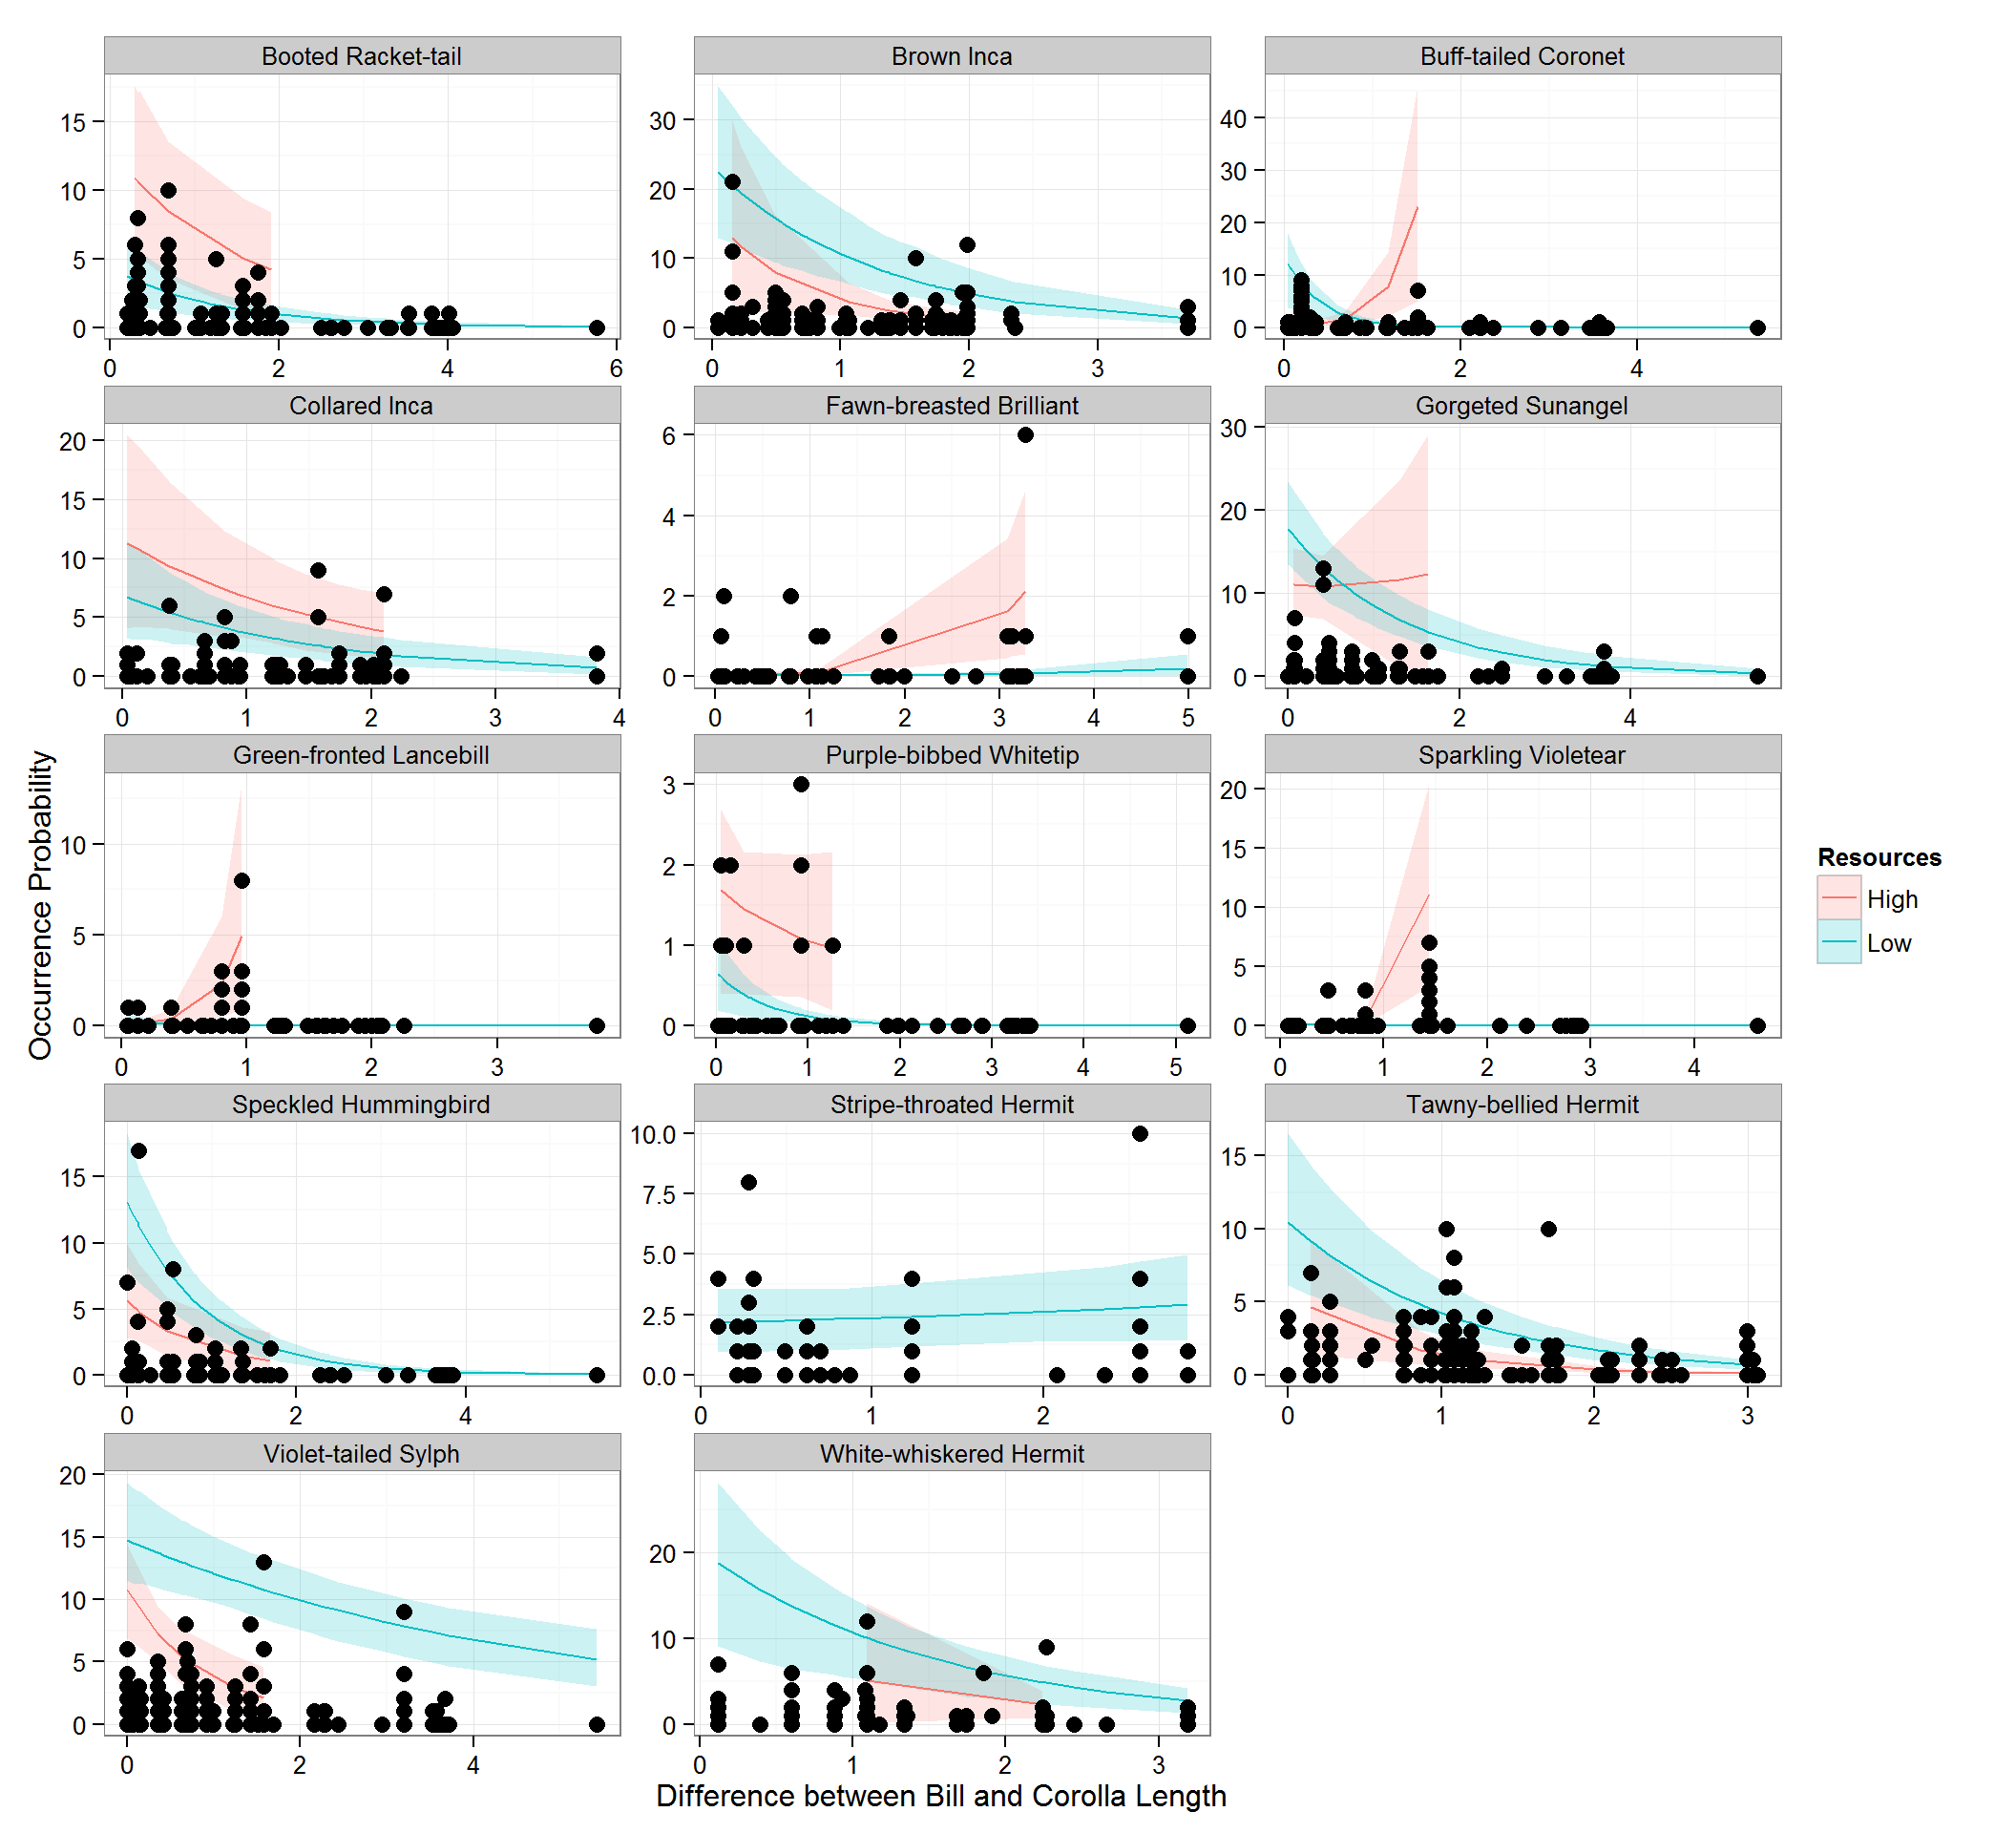 Booted Racket-tail
Brown Inca
Buff-tailed Coronet
15
10
5
0
0 2 4 6
30
20
10
0
0 1 2 3
40
30
20
10
0
0 2 4
Collared Inca
Fawn-breasted Brilliant
Gorgeted Sunangel
20
15
10
5
0
0 1 2 3 4
6
4
2
0
0 1 2 3 4 5
30
20
10
0
0 2 4
Green-fronted Lancebill
Purple-bibbed Whitetip
Sparkling Violetear
10
5
0
0 1 2 3
3
2
1
0
0 1 2 3 4 5
20
15
10
5
0
0 1 2 3 4
Speckled Hummingbird
Stripe-throated Hermit
Tawny-bellied Hermit
15
10
5
0
0 2 4
10.0
7.5
5.0
2.5
0.0
0 1 2
15
10
5
0
0 1 2 3
Violet-tailed Sylph
White-whiskered Hermit
20
15
10
5
0
0 2 4
20
10
0
0 1 2 3
Occurrence Probability
Difference between Bill and Corolla Length
Resources
High
Low